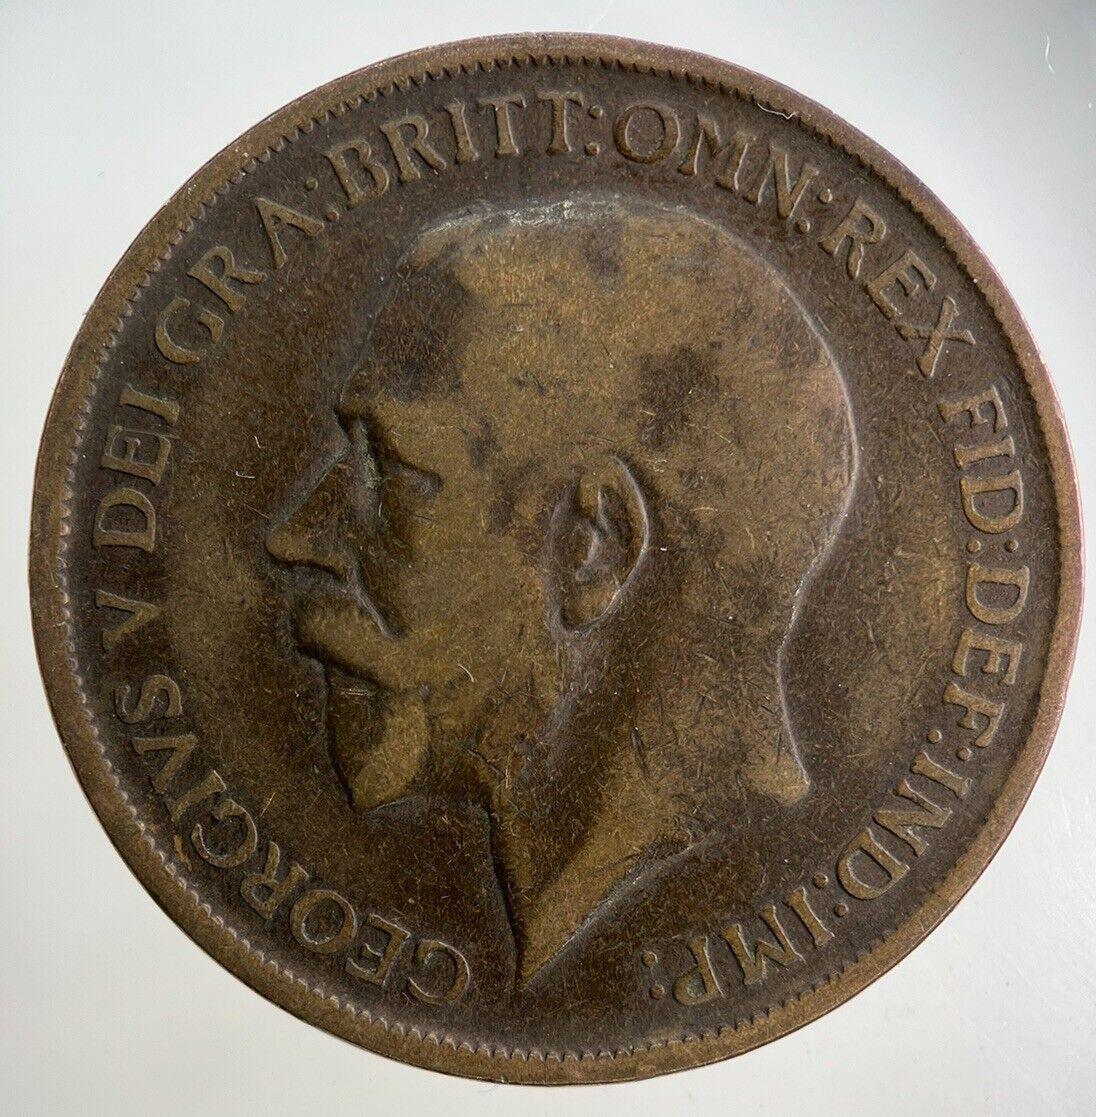 GEORGIVS V DEI GRA: BRITT: OMN: REX FID: DEF: IND: IMP: